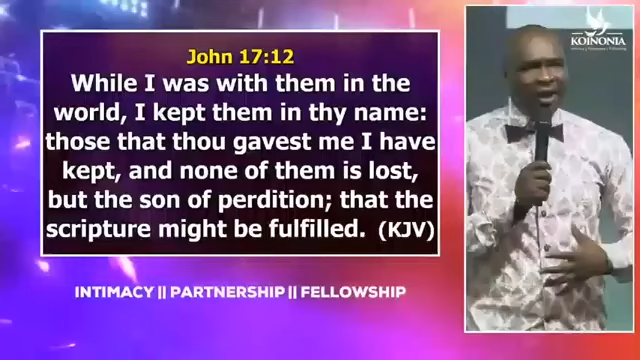 John 17:12
While I was with them in the
world, I kept them in thy name:
those that thou gavest me I have
kept, and none of them is lost,
but the son of perdition; that the
scripture might be fulfilled. (KJV)
INTIMACY || PARTNERSHIP || FELLOWSHIP
KOINONIA